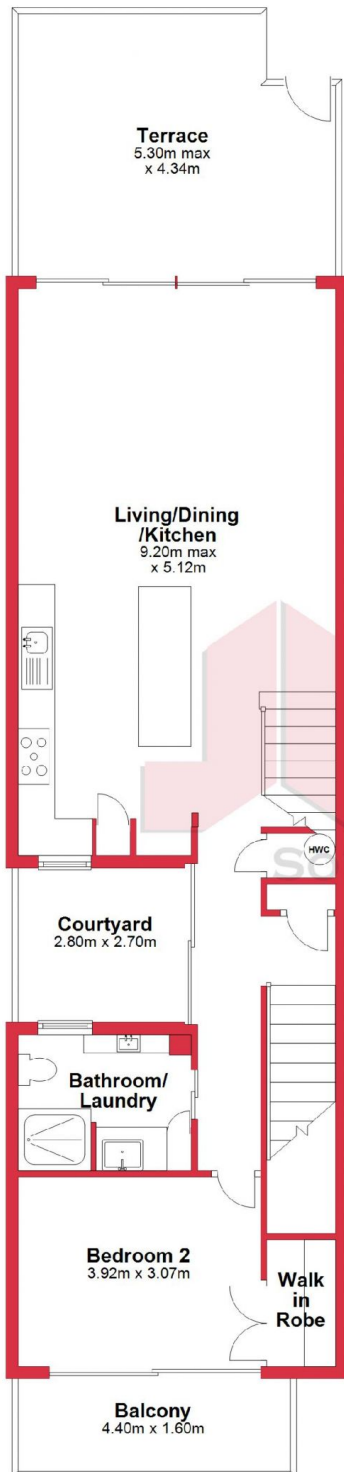 Terrace
5.30m max
x 4.34m
Living/Dining
/Kitchen
9.20m max
x 5.12m
HWC
Courtyard
2.80m x 2.70m
Bathroom/
Laundry
Bedroom 2
3.92m x 3.07m
Walk
in
Robe
Balcony
4.40m x 1.60m